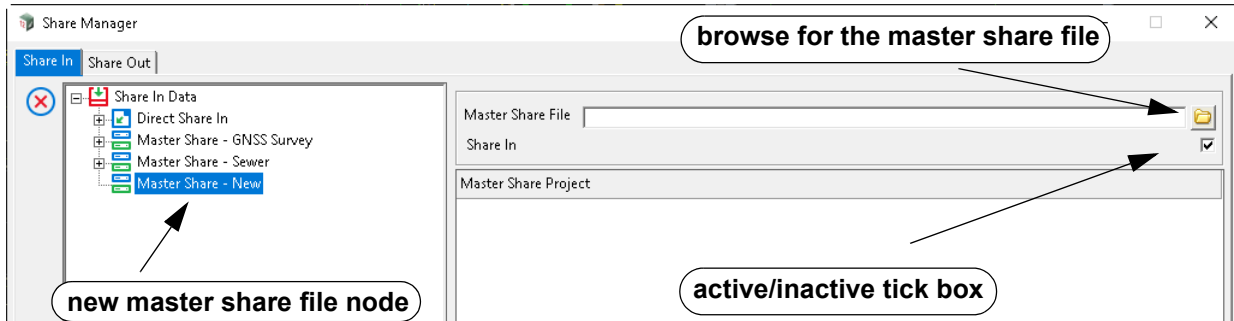 Share Manager
browse for the master share file
Share In Share Out
Share In Data
Direct Share In
Master Share - GNSS Survey
Master Share - Sewer
Master Share - New
Master Share File
Share In
Master Share Project
new master share file node
active/inactive tick box